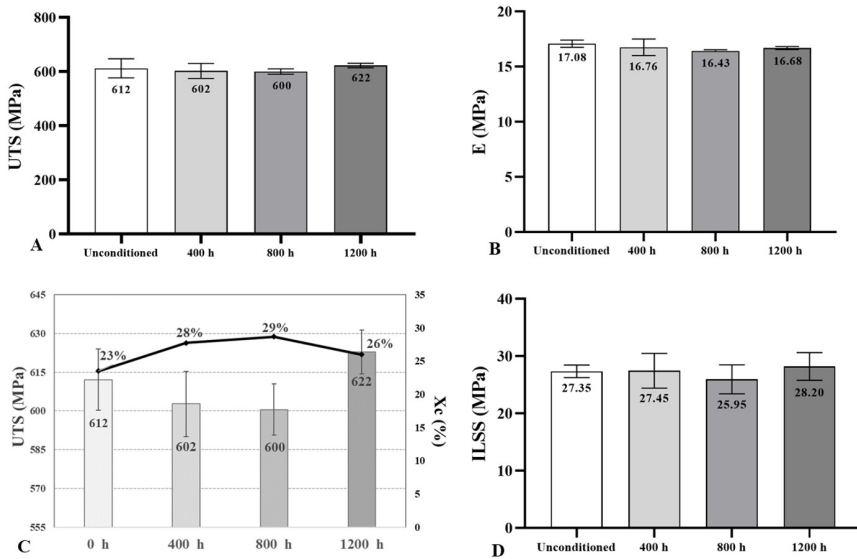 800
600
400
200
0
UTS (MPa)
612
602
600
622
Unconditioned
400 h
800 h
1200 h
A
20
15
10
5
0
E (MPa)
17.08
16.76
16.43
16.68
Unconditioned
400 h
800 h
1200 h
B
645
630
615
600
585
570
555
UTS (MPa)
23%
28%
29%
26%
612
602
600
622
35
30
25
20
15
10
5
0
Xc (%)
0 h
400 h
800 h
1200 h
C
40
30
20
10
0
ILSS (MPa)
27.35
27.45
25.95
28.20
Unconditioned
400 h
800 h
1200 h
D